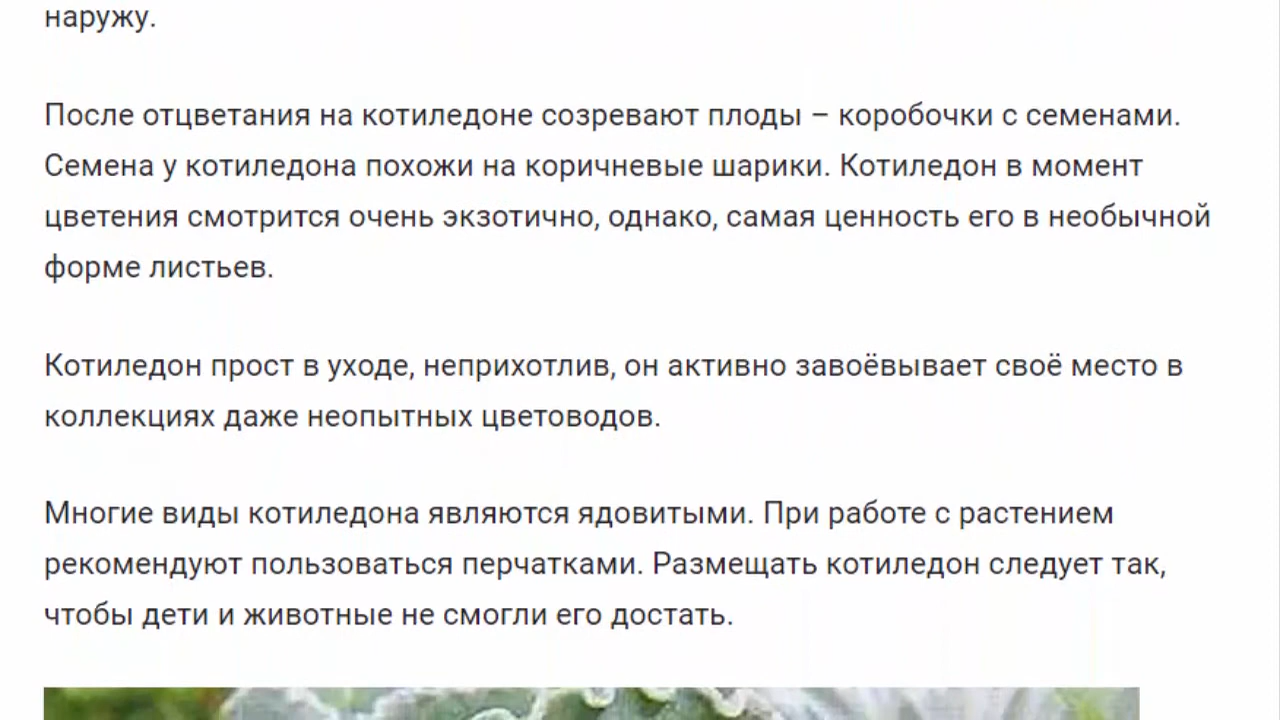 наружу.
После отцветания на котиледоне созревают плоды – коробочки с семенами.
Семена у котиледона похожи на коричневые шарики. Котиледон в момент
цветения смотрится очень экзотично, однако, самая ценность его в необычной
форме листьев.
Котиледон прост в уходе, неприхотлив, он активно завоёвывает своё место в
коллекциях даже неопытных цветоводов.
Многие виды котиледона являются ядовитыми. При работе с растением
рекомендуют пользоваться перчатками. Размещать котиледон следует так,
чтобы дети и животные не смогли его достать.